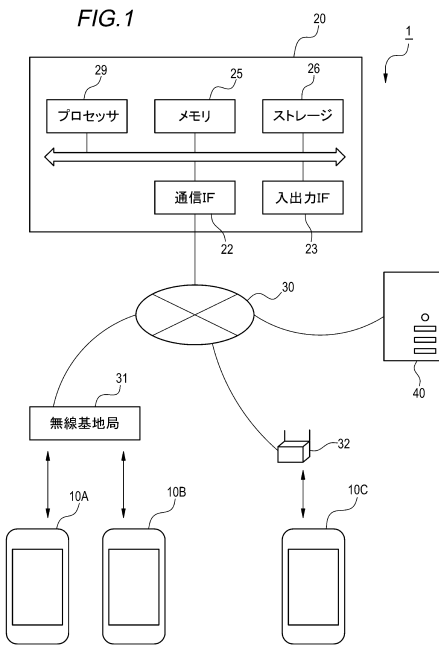 FIG.1
20
1
29
25
26
プロセッサ
メモリ
ストレージ
通信IF
入出力IF
22
23
30
40
31
無線基地局
32
10A
10B
10C